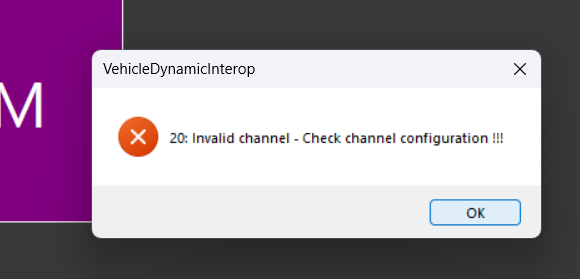 VehicleDynamicInterop
M
20: Invalid channel - Check channel configuration !!!
OK